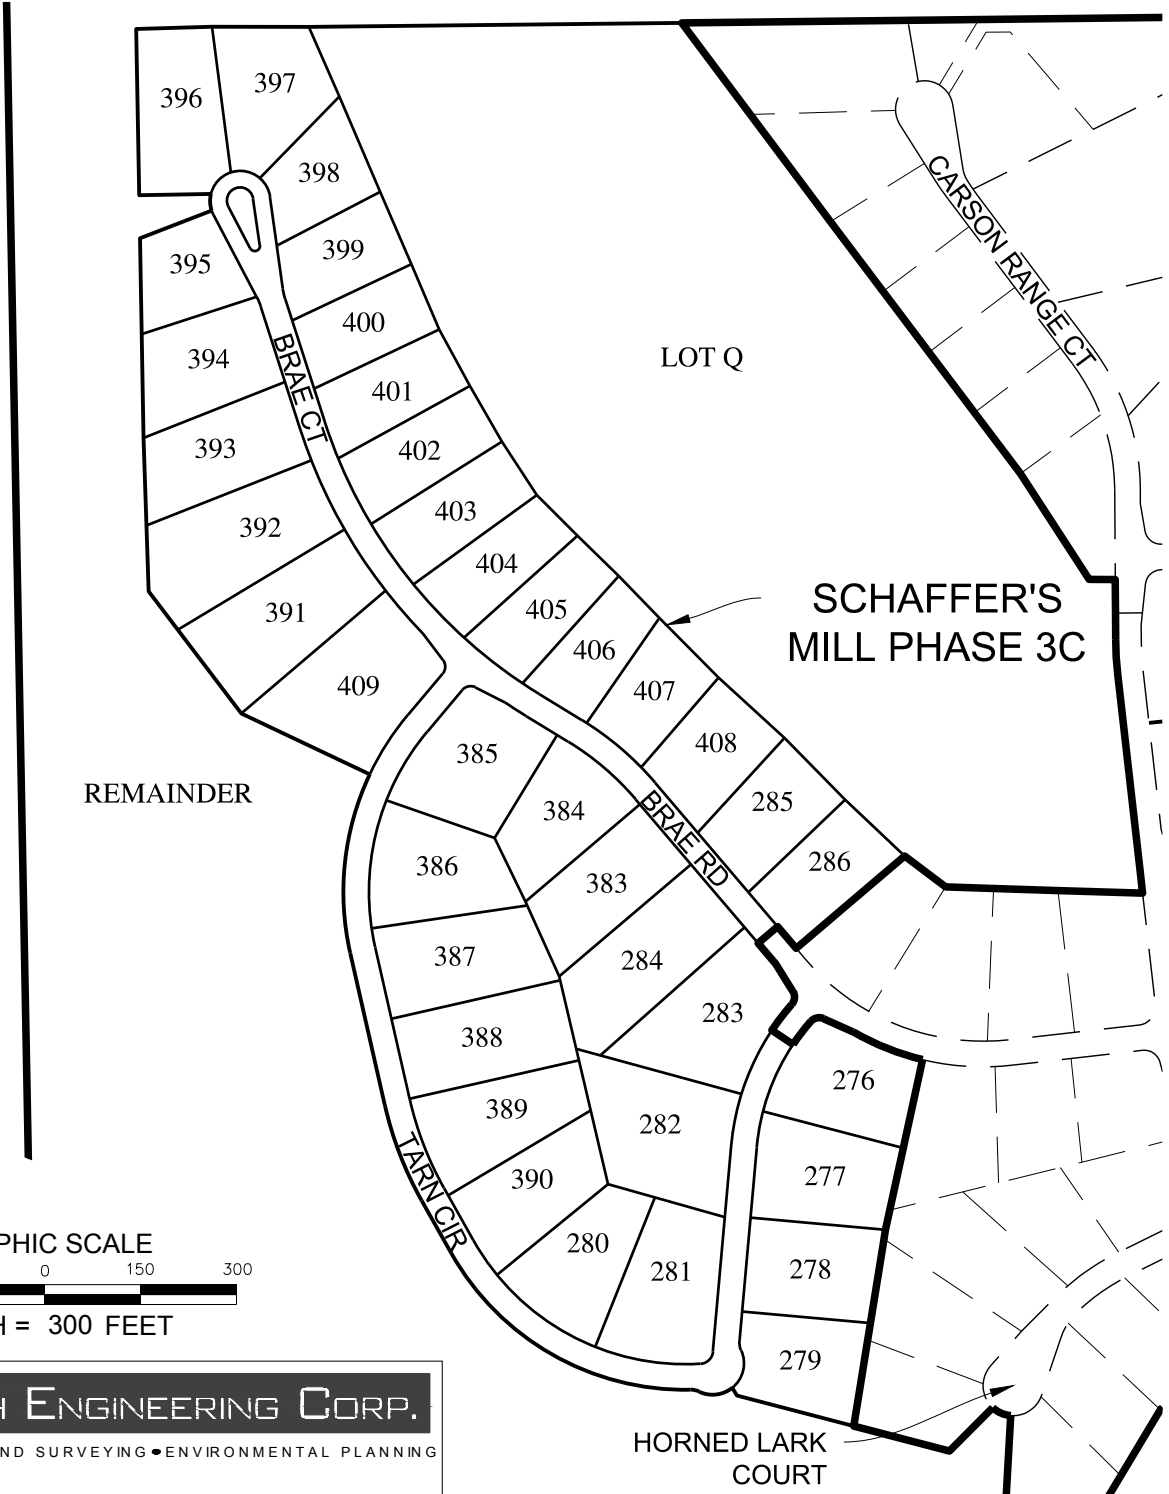 396
397
398
395
399
400
394
401
393
402
392
403
404
391
405
406
409
407
385
408
384
285
386
286
383
387
284
388
283
389
282
276
390
277
280
281
278
279
BRAE CT
CARSON RANGE CT
LOT Q
SCHAFFER'S
MILL PHASE 3C
REMAINDER
BRAE RD
TARN CIR
PHIC SCALE
0 150 300
H = 300 FEET
H ENGINEERING CORP.
ND SURVEYING • ENVIRONMENTAL PLANNING
HORNED LARK
COURT